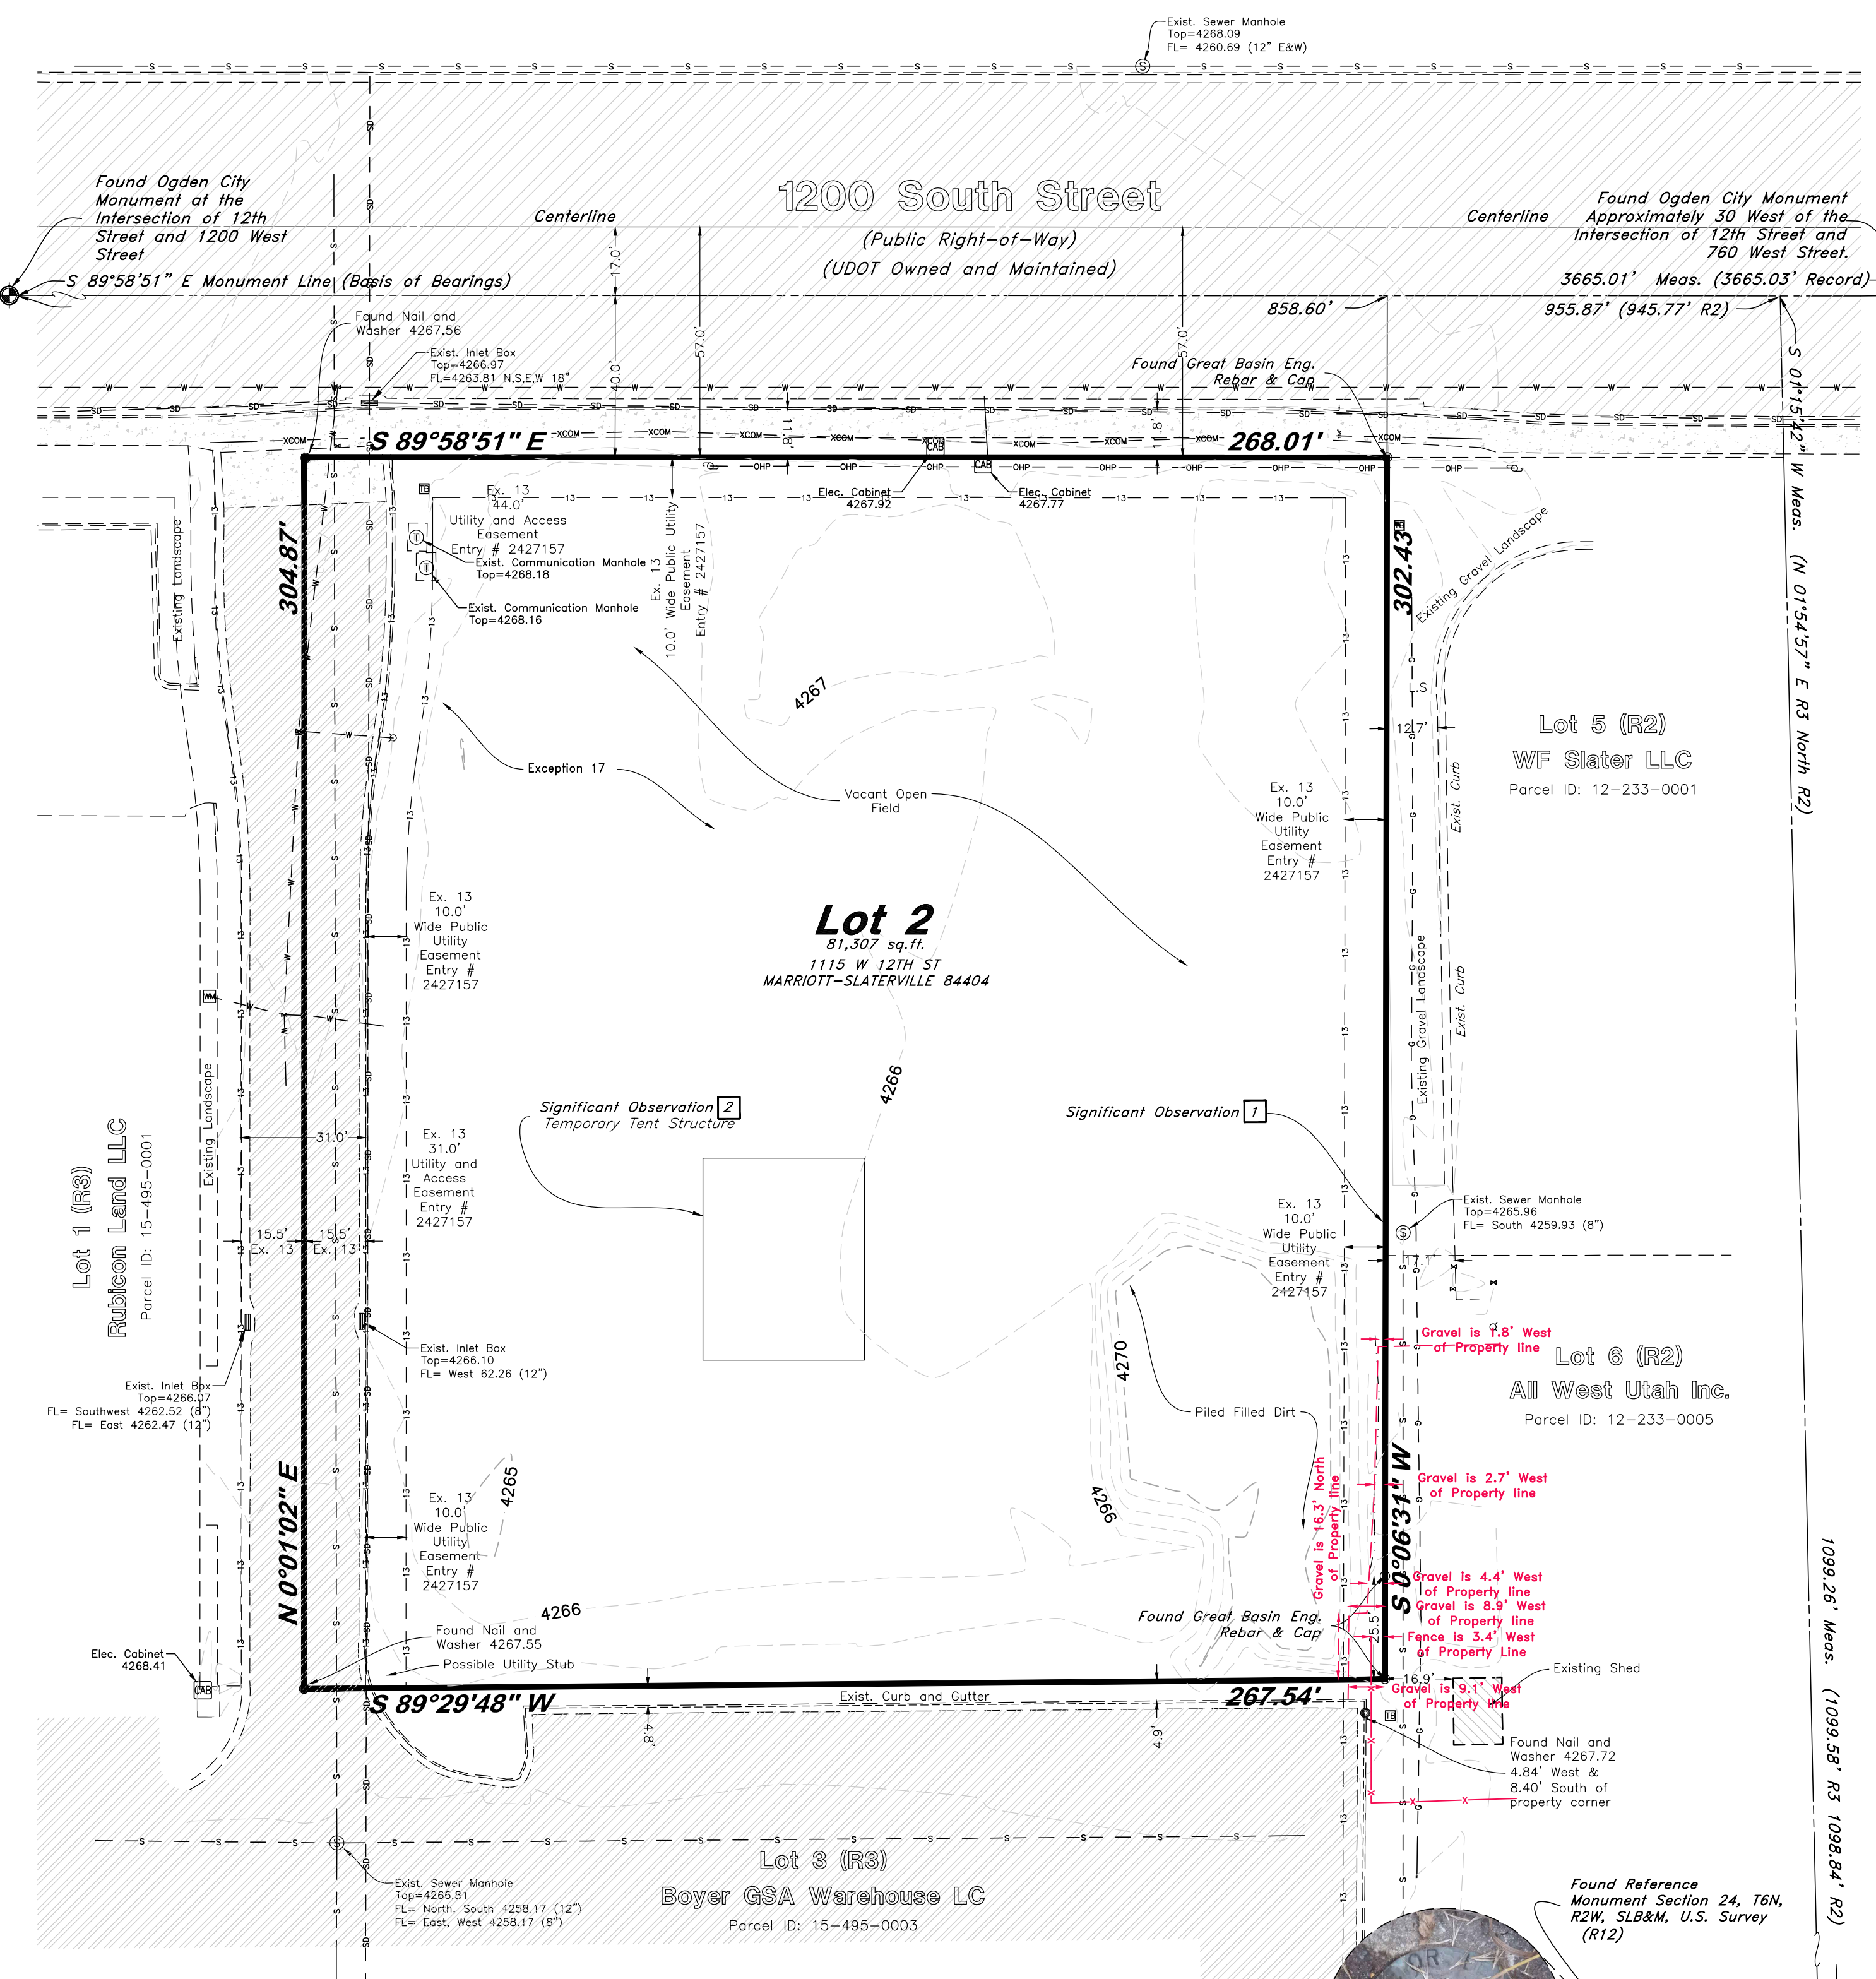 Exist. Sewer Manhole
Top=4268.09
FL= 4260.69 (12" E&W)
1200 South Street
(Public Right-of-Way)
(UDOT Owned and Maintained)
Found Ogden City
Monument at the
Intersection of 12th
Street and 1200 West
Street
Centerline
Centerline
Found Ogden City Monument
Approximately 30 West of the
Intersection of 12th Street and
760 West Street.
S 89°58'51" E Monument Line (Basis of Bearings)
3665.01' Meas. (3665.03' Record)
858.60'
955.87' (945.77' R2)
17.0'
40.0'
57.0'
57.0'
Found Nail and
Washer 4267.56
Exist. Inlet Box
Top=4266.97
FL=4263.81 N,S,E,W 18"
Found Great Basin Eng.
Rebar & Cap
S 01°15'42" W Meas. (N 01°54'57" E R3 North R2)
S 89°58'51" E
268.01'
11.8'
11.8'
CAB
CAB
Elec. Cabinet
4267.92
Elec. Cabinet
4267.77
TB
Ex. 13
44.0'
Utility and Access
Easement
Entry # 2427157
Exist. Communication Manhole
Top=4268.18
Exist. Communication Manhole
Top=4268.16
Ex. 13
10.0' Wide Public Utility
Easement
Entry # 2427157
Existing Landscape
304.87'
302.43'
Existing Gravel Landscape
L.S
12.7'
4267
Exception 17
Vacant Open
Field
Ex. 13
10.0'
Wide Public
Utility
Easement
Entry #
2427157
Lot 5 (R2)
WF Slater LLC
Parcel ID: 12-233-0001
Exist. Curb
Ex. 13
10.0'
Wide Public
Utility
Easement
Entry #
2427157
Lot 2
81,307 sq.ft.
1115 W 12TH ST
MARRIOTT-SLATERVILLE 84404
Existing Gravel Landscape
Exist. Curb
WM
4266
Significant Observation 2
Temporary Tent Structure
Significant Observation 1
Lot 1 (R3)
Rubicon Land LLC
Parcel ID: 15-495-0001
Existing Landscape
31.0'
Ex. 13
31.0'
Utility and
Access
Easement
Entry #
2427157
15.5'
Ex. 13
15.5'
Ex. 13
Ex. 13
10.0'
Wide Public
Utility
Easement
Entry #
2427157
Exist. Sewer Manhole
Top=4265.96
FL= South 4259.93 (8")
17.1'
Exist. Inlet Box
Top=4266.10
FL= West 62.26 (12")
Exist. Inlet Box
Top=4266.07
FL= Southwest 4262.52 (8")
FL= East 4262.47 (12")
4270
Piled Filled Dirt
Gravel is 1.8' West
of Property line
Lot 6 (R2)
All West Utah Inc.
Parcel ID: 12-233-0005
N 0°01'02" E
4265
Ex. 13
10.0'
Wide Public
Utility
Easement
Entry #
2427157
4266
4266
Gravel is 16.3' North
of Property line
S 0°06'31" W
Gravel is 2.7' West
of Property line
Gravel is 4.4' West
of Property line
Gravel is 8.9' West
of Property line
Fence is 3.4' West
of Property Line
25.5'
Found Great Basin Eng.
Rebar & Cap
Found Nail and
Washer 4267.55
Possible Utility Stub
Elec. Cabinet
4268.41
CAB
S 89°29'48" W
Exist. Curb and Gutter
267.54'
16.9'
Gravel is 9.1' West
of Property line
Existing Shed
TB
4.8'
4.9'
Found Nail and
Washer 4267.72
4.84' West &
8.40' South of
property corner
1099.26' Meas. (1099.58' R3 1098.84' R2)
Exist. Sewer Manhole
Top=4266.81
FL= North, South 4258.17 (12")
FL= East, West 4258.17 (8")
Lot 3 (R3)
Boyer GSA Warehouse LC
Parcel ID: 15-495-0003
Found Reference
Monument Section 24, T6N,
R2W, SLB&M, U.S. Survey
(R12)